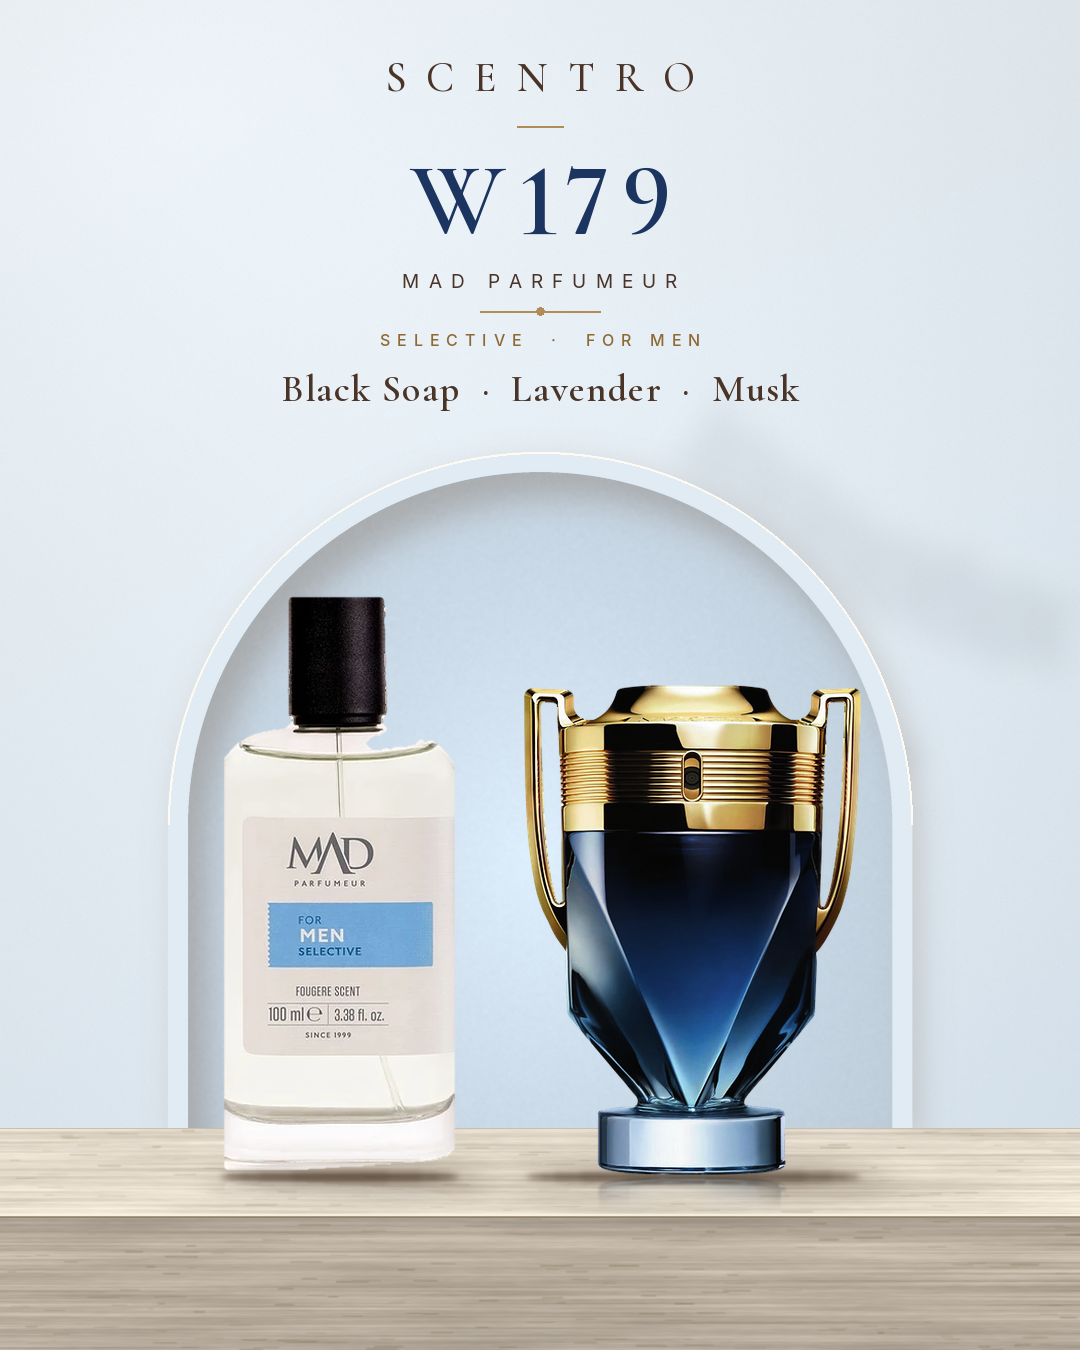 SCENTRO
W179
MAD PARFUMEUR
SELECTIVE · FOR MEN
Black Soap · Lavender · Musk
MAD
PARFUMEUR
FOR
MEN
SELECTIVE
FOUGERE SCENT
100 ml ℮ 3.38 fl. oz.
SINCE 1999